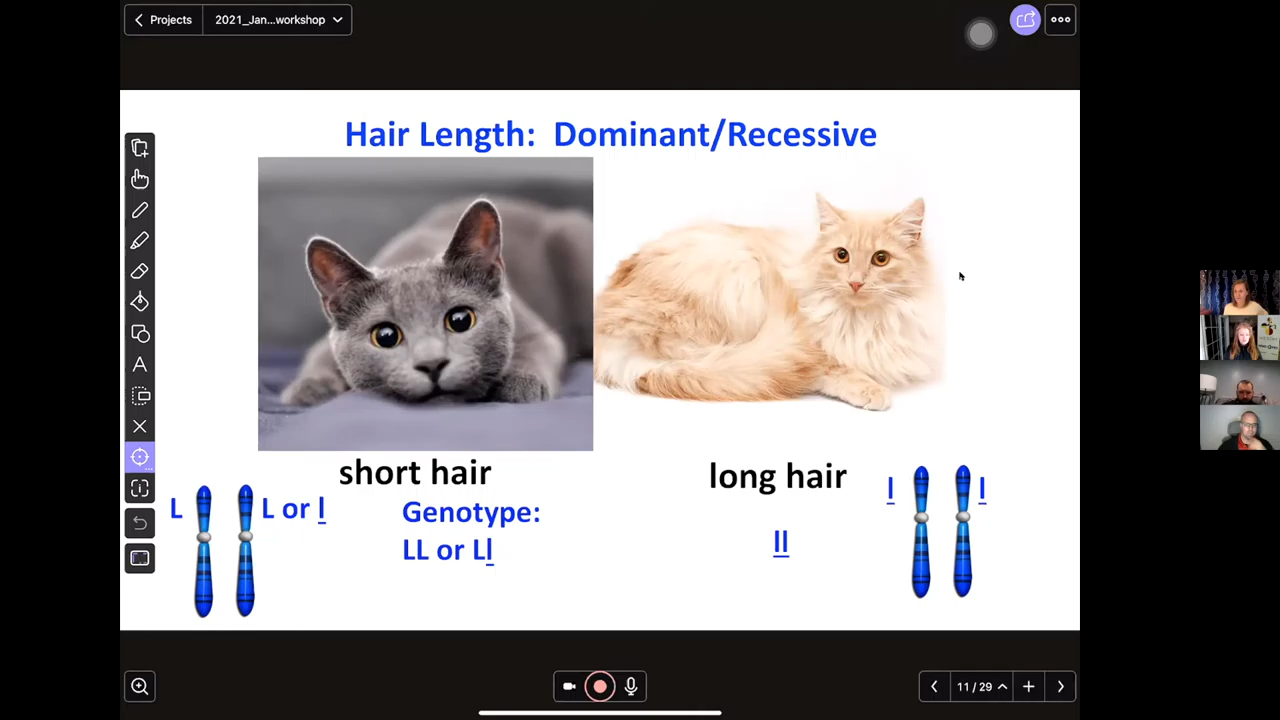 Projects
2021_Jan...workshop
Hair Length: Dominant/Recessive
short hair
long hair
L
L or l
Genotype:
LL or Ll
ll
l
l
11 / 29